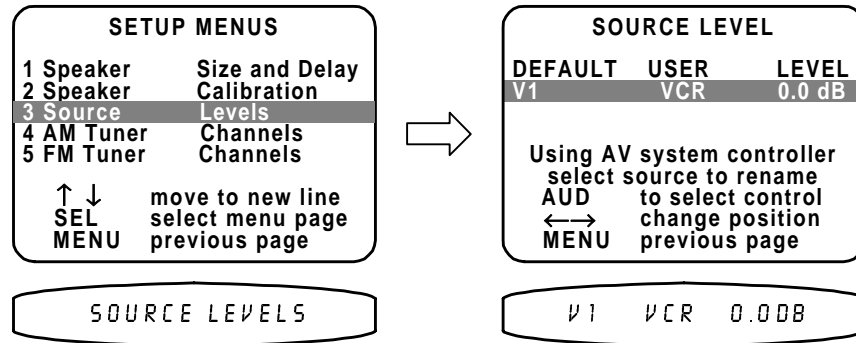 SETUP MENUS
1 Speaker Size and Delay
2 Speaker Calibration
3 Source Levels
4 AM Tuner Channels
5 FM Tuner Channels
↑ ↓ move to new line
SEL select menu page
MENU previous page
SOURCE LEVELS
SOURCE LEVEL
DEFAULT USER LEVEL
V1 VCR 0.0 dB
Using AV system controller
select source to rename
AUD to select control
←→ change position
MENU previous page
V1 VCR 0.0DB